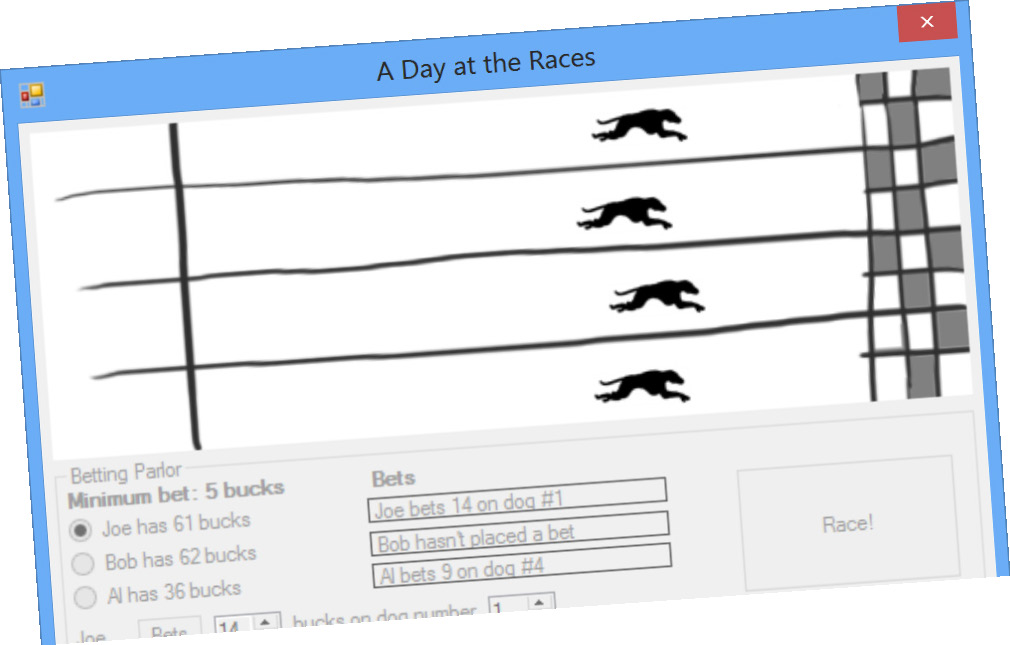 A Day at the Races
Betting Parlor
Minimum bet: 5 bucks
Joe has 61 bucks
Bob has 62 bucks
Al has 36 bucks
Bets
Joe bets 14 on dog #1
Bob hasn't placed a bet
Al bets 9 on dog #4
Race!
Joe Bets 14 bucks on dog number 1